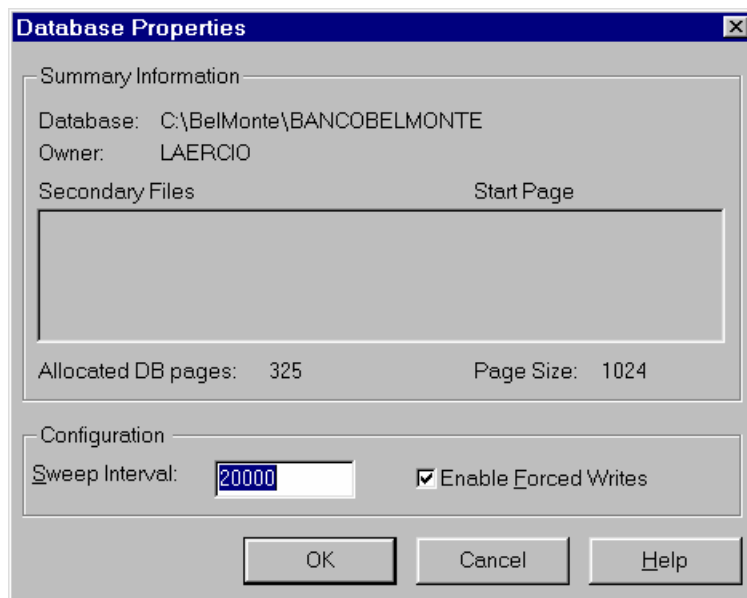 Database Properties
Summary Information
Database: C:\BelMonte\BANCOBELMONTE
Owner: LAERCIO
Secondary Files Start Page
Allocated DB pages: 325 Page Size: 1024
Configuration
Sweep Interval: 20000 Enable Forced Writes
OK Cancel Help